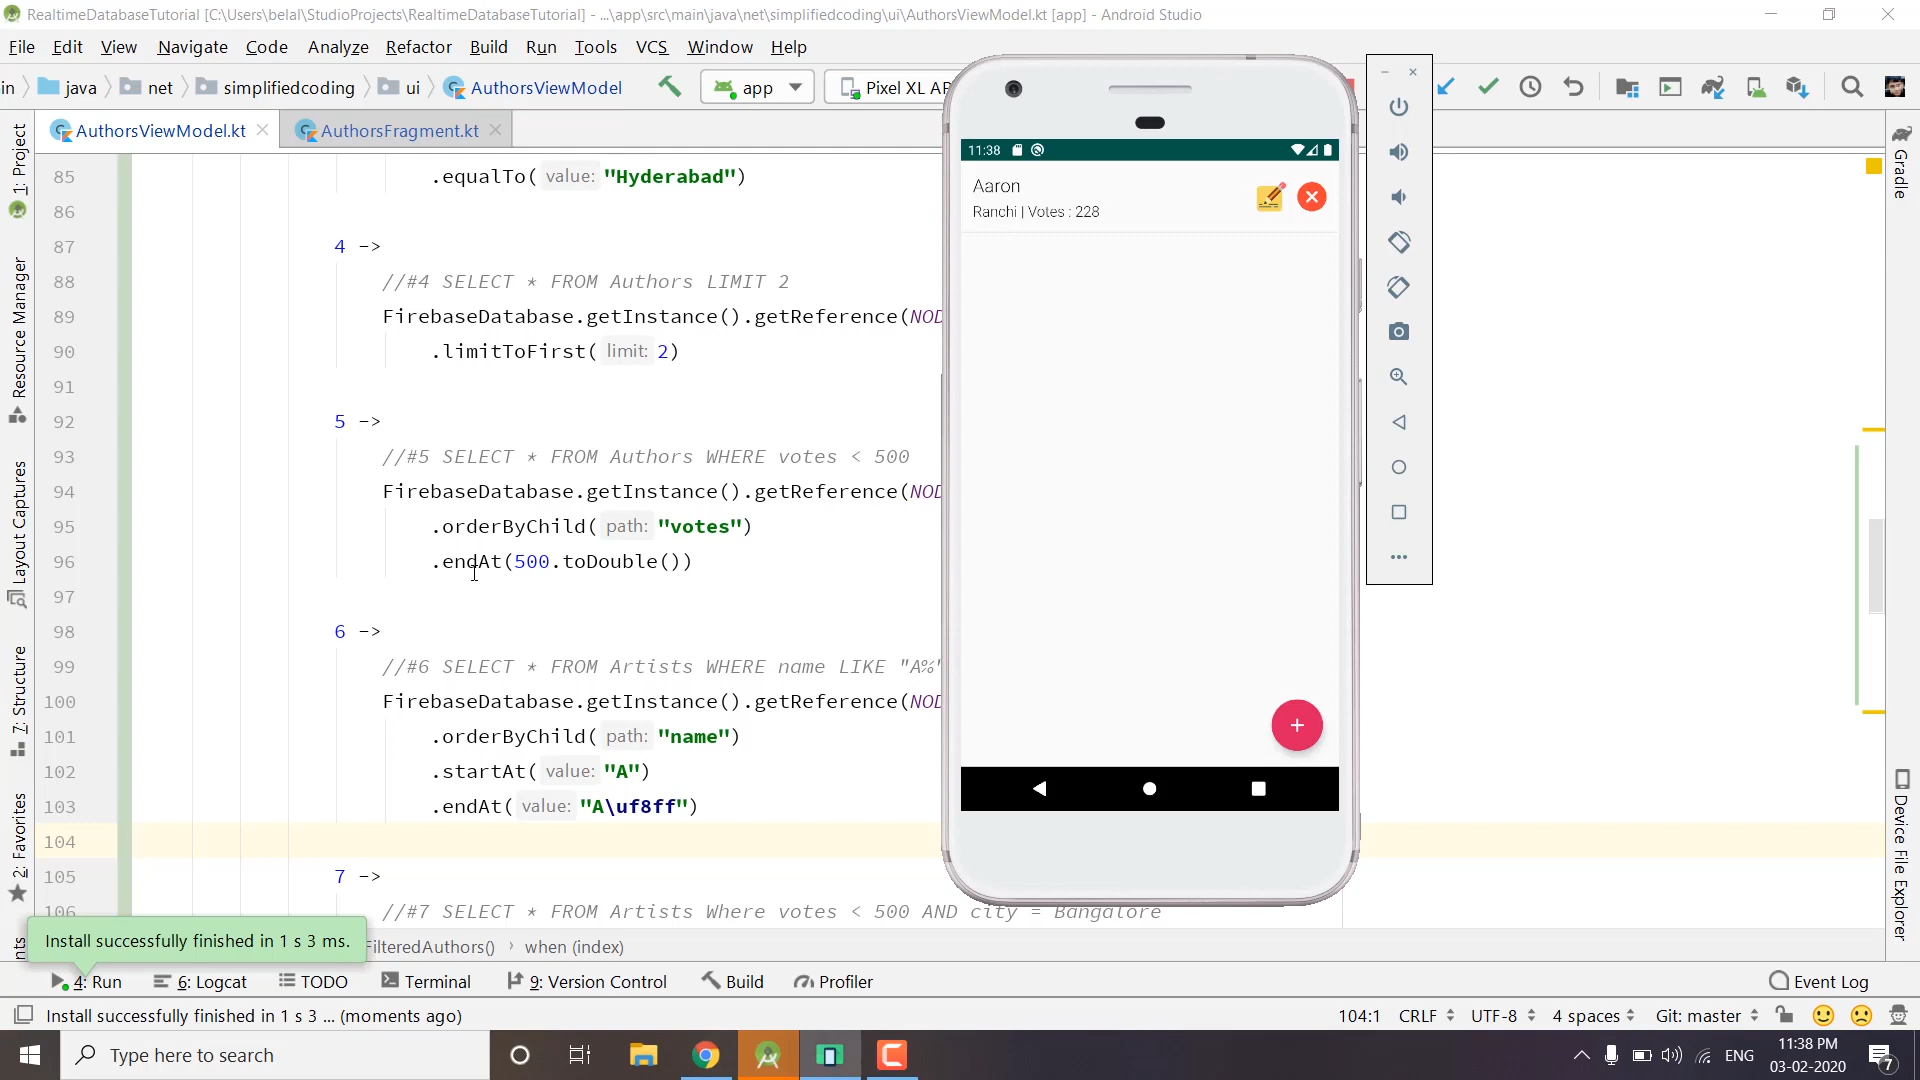 RealtimeDatabaseTutorial [C:\Users\belal\StudioProjects\RealtimeDatabaseTutorial] - ...\app\src\main\java\net\simplifiedcoding\ui\AuthorsViewModel.kt [app] - Android Studio
File Edit View Navigate Code Analyze Refactor Build Run Tools VCS Window Help
in java net simplifiedcoding ui AuthorsViewModel app Pixel XL AP
AuthorsViewModel.kt AuthorsFragment.kt
1: Project
Resource Manager
Layout Captures
7: Structure
2: Favorites
nts
85 .equalTo( value: "Hyderabad")
86
87 4 ->
88 //#4 SELECT * FROM Authors LIMIT 2
89 FirebaseDatabase.getInstance().getReference(NOD
90 .limitToFirst( limit: 2)
91
92 5 ->
93 //#5 SELECT * FROM Authors WHERE votes < 500
94 FirebaseDatabase.getInstance().getReference(NOD
95 .orderByChild( path: "votes")
96 .endAt(500.toDouble())
97
98 6 ->
99 //#6 SELECT * FROM Artists WHERE name LIKE "A%"
100 FirebaseDatabase.getInstance().getReference(NOD
101 .orderByChild( path: "name")
102 .startAt( value: "A")
103 .endAt( value: "A\uf8ff")
104
105 7 ->
106 //#7 SELECT * FROM Artists Where votes < 500 AND city = Bangalore
11:38
Aaron
Ranchi | Votes : 228
+
Gradle
Device File Explorer
Install successfully finished in 1 s 3 ms.
FilteredAuthors() › when (index)
4: Run 6: Logcat TODO Terminal 9: Version Control Build Profiler Event Log
Install successfully finished in 1 s 3 ... (moments ago) 104:1 CRLF UTF-8 4 spaces Git: master
Type here to search
ENG
11:38 PM
03-02-2020
7